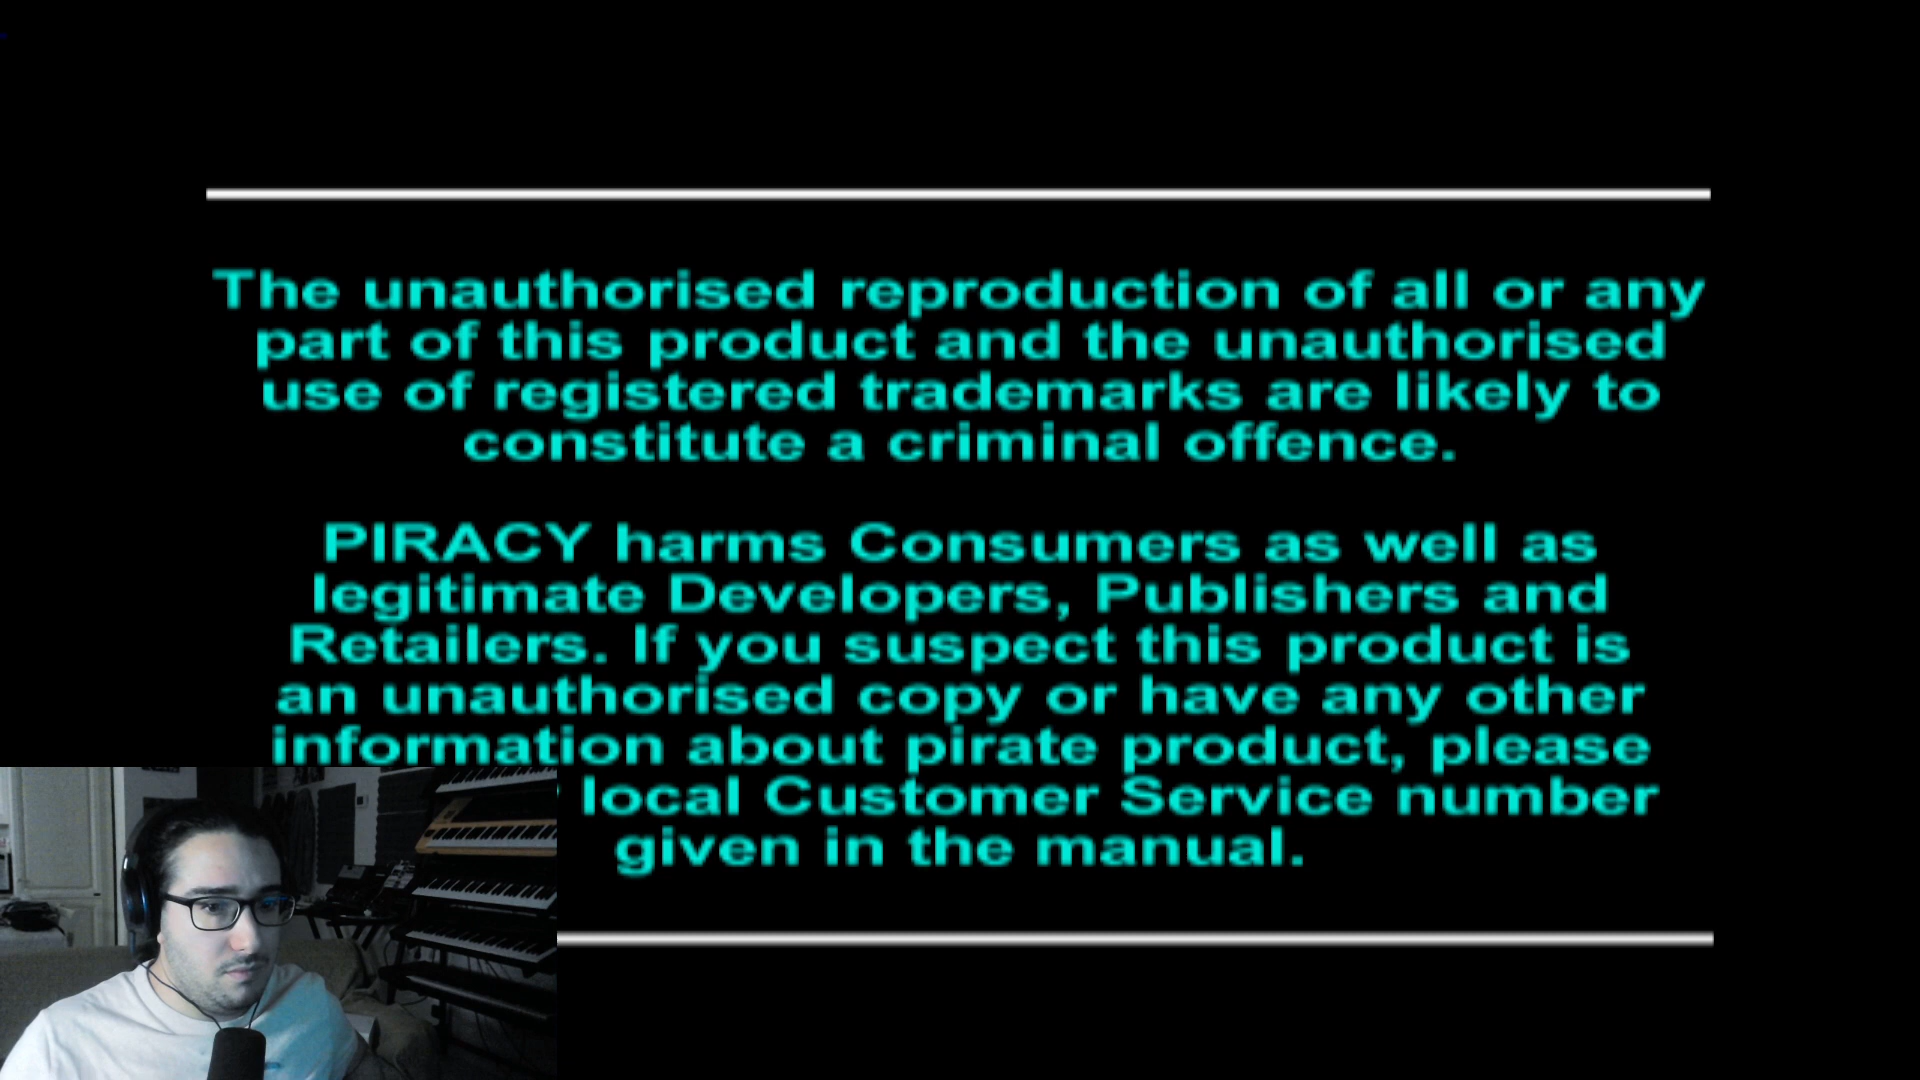 The unauthorised reproduction of all or any
part of this product and the unauthorised
use of registered trademarks are likely to
constitute a criminal offence.
PIRACY harms Consumers as well as
legitimate Developers, Publishers and
Retailers. If you suspect this product is
an unauthorised copy or have any other
information about pirate product, please
local Customer Service number
given in the manual.